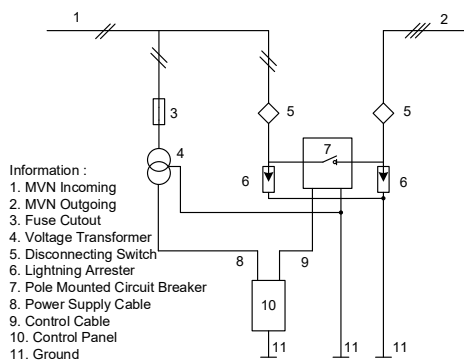 1
2
3
5
5
7
4
6
6
Information :
1. MVN Incoming
2. MVN Outgoing
3. Fuse Cutout
4. Voltage Transformer
5. Disconnecting Switch
6. Lightning Arrester
7. Pole Mounted Circuit Breaker
8. Power Supply Cable
9. Control Cable
10. Control Panel
11. Ground
8
9
10
11
11
11